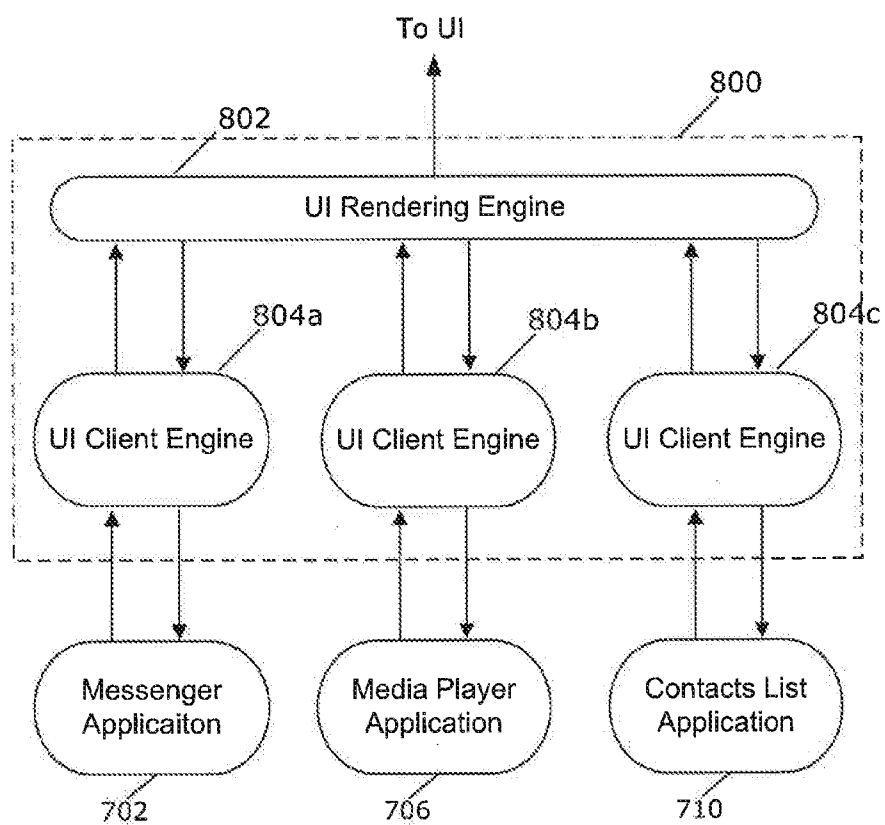 To UI
800
802
UI Rendering Engine
804a
804b
804c
UI Client Engine
UI Client Engine
UI Client Engine
Messenger
Applicaiton
Media Player
Application
Contacts List
Application
702
706
710